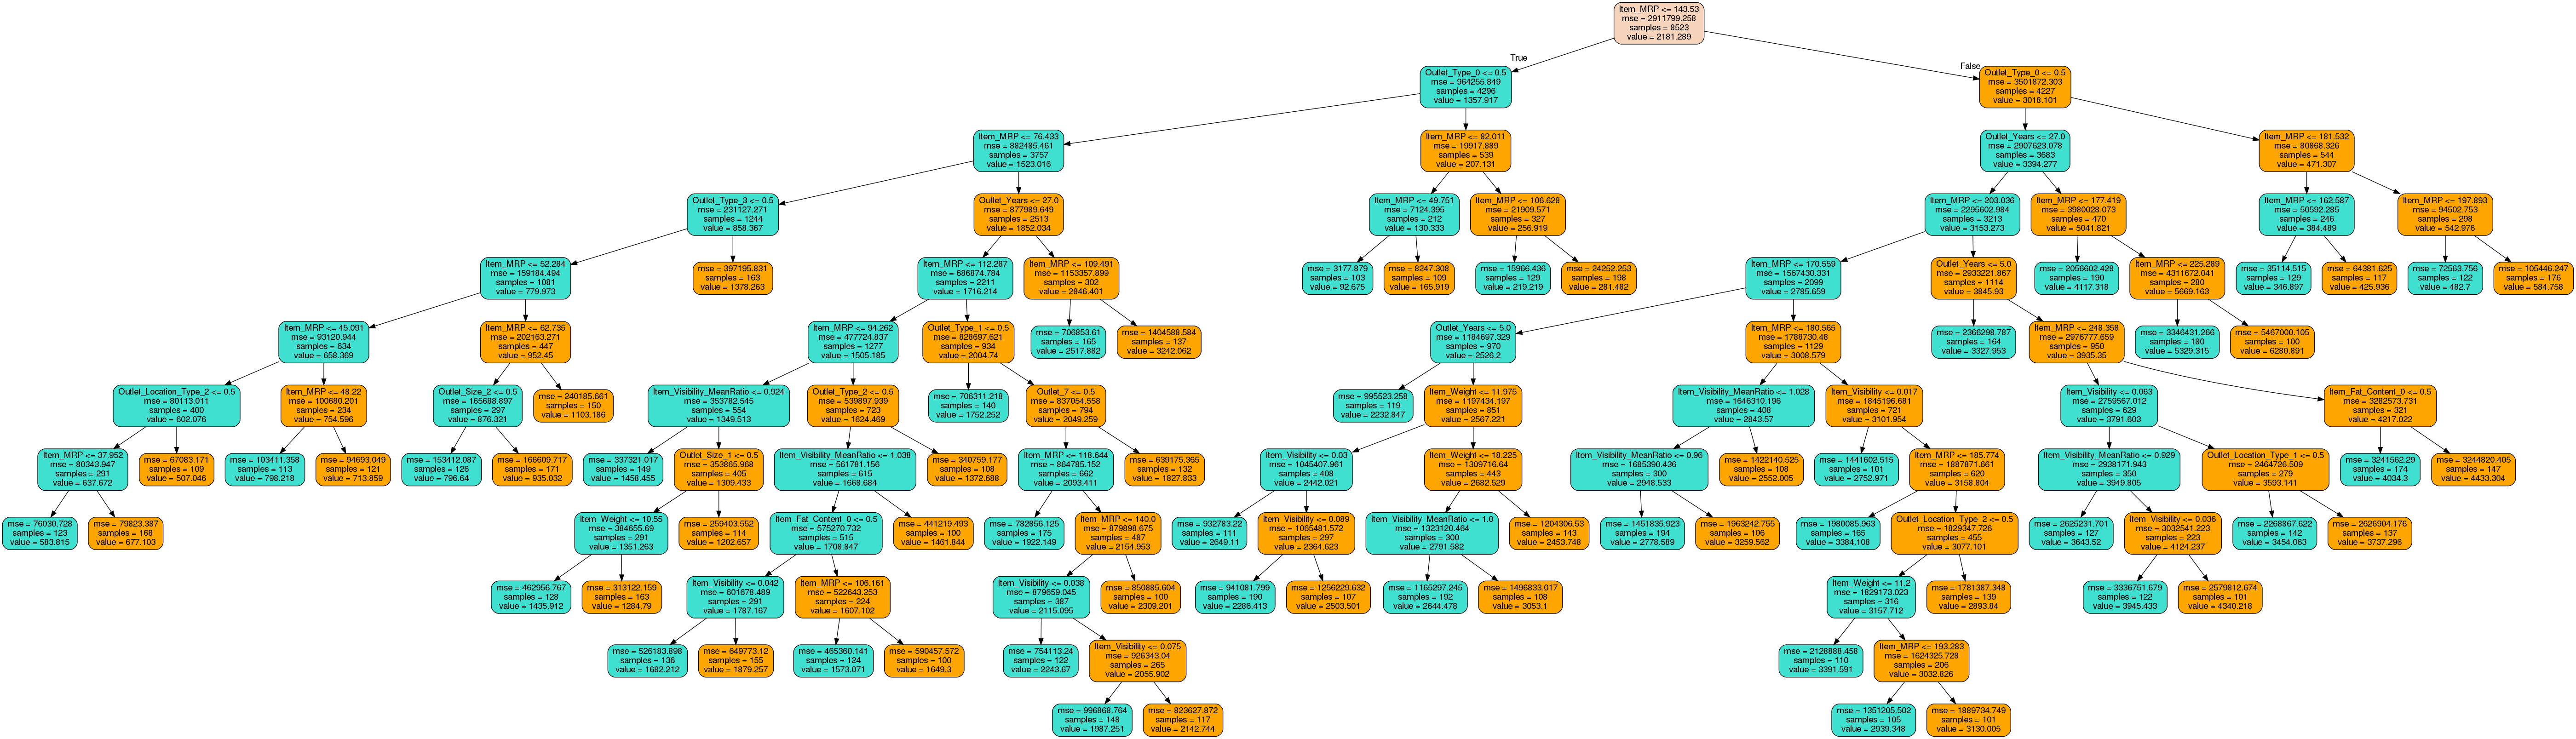 Item_MRP <= 143.53
mse = 2911799.258
samples = 8523
value = 2181.289
True
False
Outlet_Type_0 <= 0.5
mse = 964255.849
samples = 4296
value = 1357.917
Outlet_Type_0 <= 0.5
mse = 3501872.303
samples = 4227
value = 3018.101
Item_MRP <= 76.433
mse = 882485.461
samples = 3757
value = 1523.016
Item_MRP <= 82.011
mse = 19917.889
samples = 539
value = 207.131
Outlet_Years <= 27.0
mse = 2907623.078
samples = 3683
value = 3394.277
Item_MRP <= 181.532
mse = 80868.326
samples = 544
value = 471.307
Outlet_Type_3 <= 0.5
mse = 231127.271
samples = 1244
value = 858.367
Outlet_Years <= 27.0
mse = 877989.649
samples = 2513
value = 1852.034
Item_MRP <= 49.751
mse = 7124.395
samples = 212
value = 130.333
Item_MRP <= 106.628
mse = 21909.571
samples = 327
value = 256.919
Item_MRP <= 203.036
mse = 2295602.984
samples = 3213
value = 3153.273
Item_MRP <= 177.419
mse = 3980028.073
samples = 470
value = 5041.821
Item_MRP <= 162.587
mse = 50592.285
samples = 246
value = 384.489
Item_MRP <= 197.893
mse = 94502.753
samples = 298
value = 542.976
Item_MRP <= 52.284
mse = 159184.494
samples = 1081
value = 779.973
mse = 397195.831
samples = 163
value = 1378.263
Item_MRP <= 112.287
mse = 686874.784
samples = 2211
value = 1716.214
Item_MRP <= 109.491
mse = 1153357.899
samples = 302
value = 2846.401
mse = 3177.879
samples = 103
value = 92.675
mse = 8247.308
samples = 109
value = 165.919
mse = 15966.436
samples = 129
value = 219.219
mse = 24252.253
samples = 198
value = 281.482
Item_MRP <= 170.559
mse = 1567430.331
samples = 2099
value = 2785.659
Outlet_Years <= 5.0
mse = 2933221.867
samples = 1114
value = 3845.93
mse = 2056602.428
samples = 190
value = 4117.318
Item_MRP <= 225.289
mse = 4311672.041
samples = 280
value = 5669.163
mse = 35114.515
samples = 129
value = 346.897
mse = 64381.625
samples = 117
value = 425.936
mse = 72563.756
samples = 122
value = 482.7
mse = 105446.247
samples = 176
value = 584.758
Item_MRP <= 45.091
mse = 93120.944
samples = 634
value = 658.369
Item_MRP <= 62.735
mse = 202163.271
samples = 447
value = 952.45
Item_MRP <= 94.262
mse = 477724.837
samples = 1277
value = 1505.185
Outlet_Type_1 <= 0.5
mse = 828697.621
samples = 934
value = 2004.74
mse = 706853.61
samples = 165
value = 2517.882
mse = 1404588.584
samples = 137
value = 3242.062
Outlet_Years <= 5.0
mse = 1184697.329
samples = 970
value = 2526.2
Item_MRP <= 180.565
mse = 1788730.48
samples = 1129
value = 3008.579
mse = 2366298.787
samples = 164
value = 3327.953
Item_MRP <= 248.358
mse = 2976777.659
samples = 950
value = 3935.35
mse = 3346431.266
samples = 180
value = 5329.315
mse = 5467000.105
samples = 100
value = 6280.891
Outlet_Location_Type_2 <= 0.5
mse = 80113.011
samples = 400
value = 602.076
Item_MRP <= 48.22
mse = 100680.201
samples = 234
value = 754.596
Outlet_Size_2 <= 0.5
mse = 165688.897
samples = 297
value = 876.321
mse = 240185.661
samples = 150
value = 1103.186
Item_Visibility_MeanRatio <= 0.924
mse = 353782.545
samples = 554
value = 1349.513
Outlet_Type_2 <= 0.5
mse = 539897.939
samples = 723
value = 1624.469
mse = 706311.218
samples = 140
value = 1752.252
Outlet_7 <= 0.5
mse = 837054.558
samples = 794
value = 2049.259
mse = 995523.258
samples = 119
value = 2232.847
Item_Weight <= 11.975
mse = 1197434.197
samples = 851
value = 2567.221
Item_Visibility_MeanRatio <= 1.028
mse = 1646310.196
samples = 408
value = 2843.57
Item_Visibility <= 0.017
mse = 1845196.681
samples = 721
value = 3101.954
Item_Visibility <= 0.063
mse = 2759567.012
samples = 629
value = 3791.603
Item_Fat_Content_0 <= 0.5
mse = 3282573.731
samples = 321
value = 4217.022
Item_MRP <= 37.952
mse = 80343.947
samples = 291
value = 637.672
mse = 67083.171
samples = 109
value = 507.046
mse = 103411.358
samples = 113
value = 798.218
mse = 94693.049
samples = 121
value = 713.859
mse = 153412.087
samples = 126
value = 796.64
mse = 166609.717
samples = 171
value = 935.032
mse = 337321.017
samples = 149
value = 1458.455
Outlet_Size_1 <= 0.5
mse = 353865.968
samples = 405
value = 1309.433
Item_Visibility_MeanRatio <= 1.038
mse = 561781.156
samples = 615
value = 1668.684
mse = 340759.177
samples = 108
value = 1372.688
Item_MRP <= 118.644
mse = 864785.152
samples = 662
value = 2093.411
mse = 639175.365
samples = 132
value = 1827.833
Item_Visibility <= 0.03
mse = 1045407.961
samples = 408
value = 2442.021
Item_Weight <= 18.225
mse = 1309716.64
samples = 443
value = 2682.529
Item_Visibility_MeanRatio <= 0.96
mse = 1685390.436
samples = 300
value = 2948.533
mse = 1422140.525
samples = 108
value = 2552.005
mse = 1441602.515
samples = 101
value = 2752.971
Item_MRP <= 185.774
mse = 1887871.661
samples = 620
value = 3158.804
Item_Visibility_MeanRatio <= 0.929
mse = 2938171.943
samples = 350
value = 3949.805
Outlet_Location_Type_1 <= 0.5
mse = 2464726.509
samples = 279
value = 3593.141
mse = 3241562.29
samples = 174
value = 4034.3
mse = 3244820.405
samples = 147
value = 4433.304
mse = 76030.728
samples = 123
value = 583.815
mse = 79823.387
samples = 168
value = 677.103
Item_Weight <= 10.55
mse = 384655.69
samples = 291
value = 1351.263
mse = 259403.552
samples = 114
value = 1202.657
Item_Fat_Content_0 <= 0.5
mse = 575270.732
samples = 515
value = 1708.847
mse = 441219.493
samples = 100
value = 1461.844
mse = 782856.125
samples = 175
value = 1922.149
Item_MRP <= 140.0
mse = 879898.675
samples = 487
value = 2154.953
mse = 932783.22
samples = 111
value = 2649.11
Item_Visibility <= 0.089
mse = 1065481.572
samples = 297
value = 2364.623
Item_Visibility_MeanRatio <= 1.0
mse = 1323120.464
samples = 300
value = 2791.582
mse = 1204306.53
samples = 143
value = 2453.748
mse = 1451835.923
samples = 194
value = 2778.589
mse = 1963242.755
samples = 106
value = 3259.562
mse = 1980085.963
samples = 165
value = 3384.108
Outlet_Location_Type_2 <= 0.5
mse = 1829347.726
samples = 455
value = 3077.101
mse = 2625231.701
samples = 127
value = 3643.52
Item_Visibility <= 0.036
mse = 3032541.223
samples = 223
value = 4124.237
mse = 2268867.622
samples = 142
value = 3454.063
mse = 2626904.176
samples = 137
value = 3737.296
mse = 462956.767
samples = 128
value = 1435.912
mse = 313122.159
samples = 163
value = 1284.79
Item_Visibility <= 0.042
mse = 601678.489
samples = 291
value = 1787.167
Item_MRP <= 106.161
mse = 522643.253
samples = 224
value = 1607.102
Item_Visibility <= 0.038
mse = 879659.045
samples = 387
value = 2115.095
mse = 850885.604
samples = 100
value = 2309.201
mse = 941081.799
samples = 190
value = 2286.413
mse = 1256229.632
samples = 107
value = 2503.501
mse = 1165297.245
samples = 192
value = 2644.478
mse = 1496833.017
samples = 108
value = 3053.1
Item_Weight <= 11.2
mse = 1829173.023
samples = 316
value = 3157.712
mse = 1781387.348
samples = 139
value = 2893.84
mse = 3336751.679
samples = 122
value = 3945.433
mse = 2579812.674
samples = 101
value = 4340.218
mse = 526183.898
samples = 136
value = 1682.212
mse = 649773.12
samples = 155
value = 1879.257
mse = 465360.141
samples = 124
value = 1573.071
mse = 590457.572
samples = 100
value = 1649.3
mse = 754113.24
samples = 122
value = 2243.67
Item_Visibility <= 0.075
mse = 926343.04
samples = 265
value = 2055.902
mse = 2128888.458
samples = 110
value = 3391.591
Item_MRP <= 193.283
mse = 1624325.728
samples = 206
value = 3032.826
mse = 996868.764
samples = 148
value = 1987.251
mse = 823627.872
samples = 117
value = 2142.744
mse = 1351205.502
samples = 105
value = 2939.348
mse = 1889734.749
samples = 101
value = 3130.005